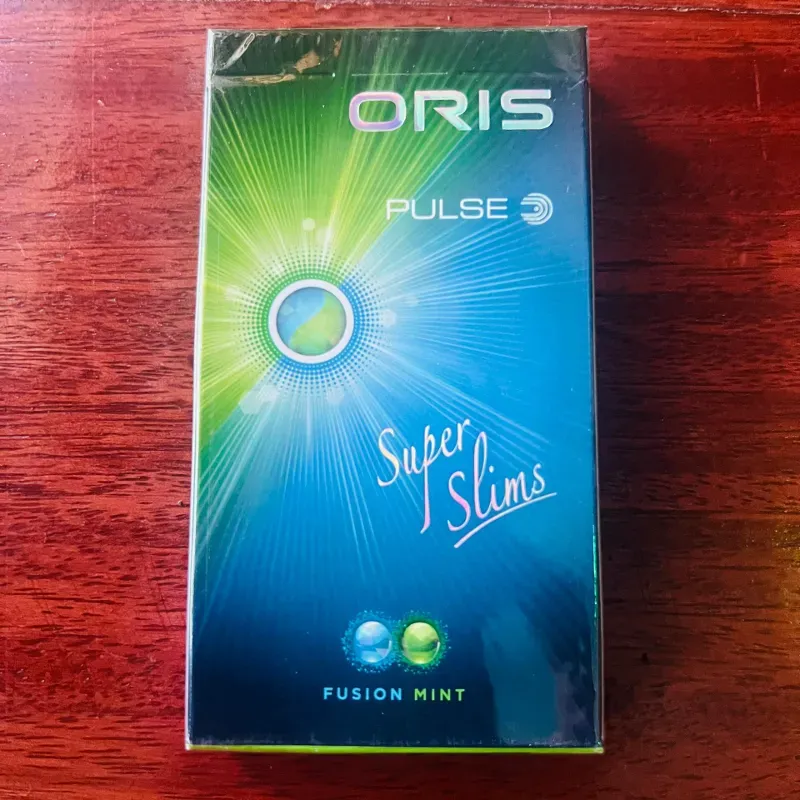 ORIS
PULSE
Super
Slims
FUSION MINT